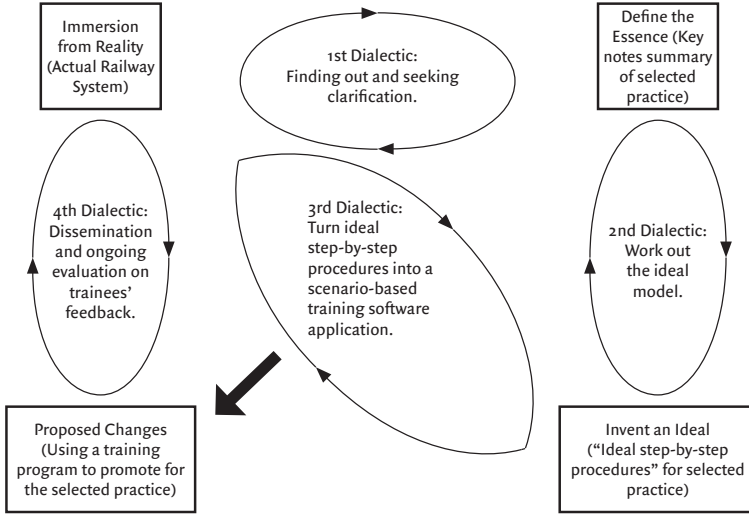 Immersion
from Reality
(Actual Railway
System)
1st Dialectic:
Finding out and seeking
clarification.
Define the
Essence (Key
notes summary
of selected
practice)
4th Dialectic:
Dissemination
and ongoing
evaluation on
trainees'
feedback.
3rd Dialectic:
Turn ideal
step-by-step
procedures into a
scenario-based
training software
application.
2nd Dialectic:
Work out
the ideal
model.
Proposed Changes
(Using a training
program to promote for
the selected practice)
Invent an Ideal
(“Ideal step-by-step
procedures” for selected
practice)